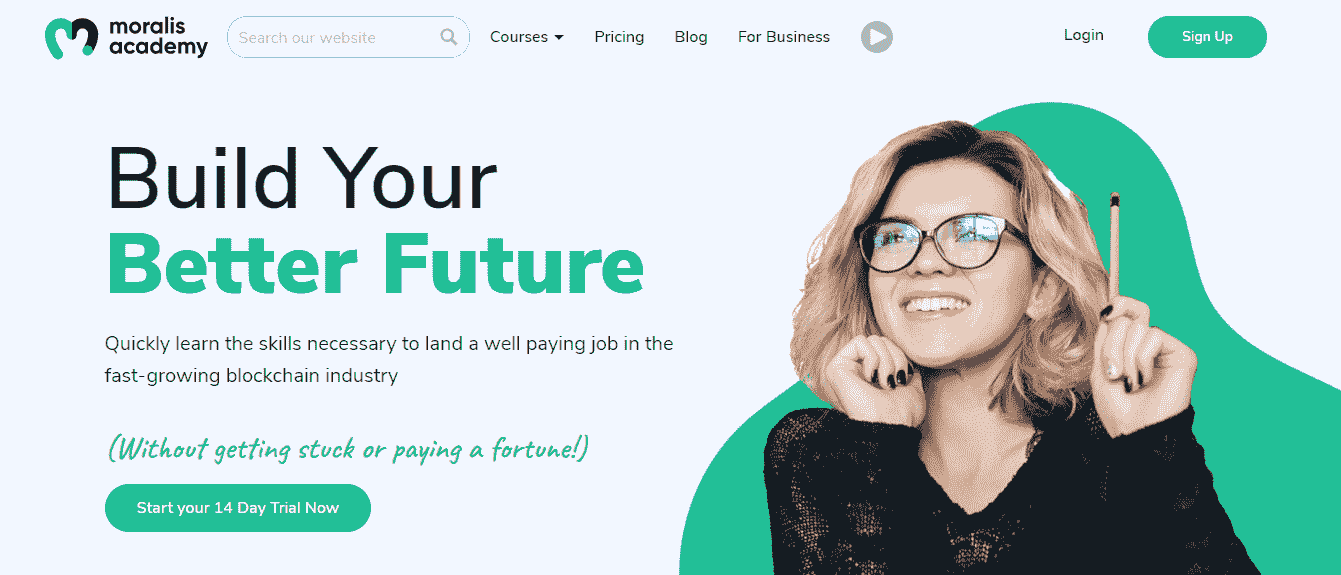 moralis
academy
Search our website
Courses
Pricing
Blog
For Business
Login
Sign Up
Build Your
Better Future
Quickly learn the skills necessary to land a well paying job in the
fast-growing blockchain industry
(Without getting stuck or paying a fortune!)
Start your 14 Day Trial Now